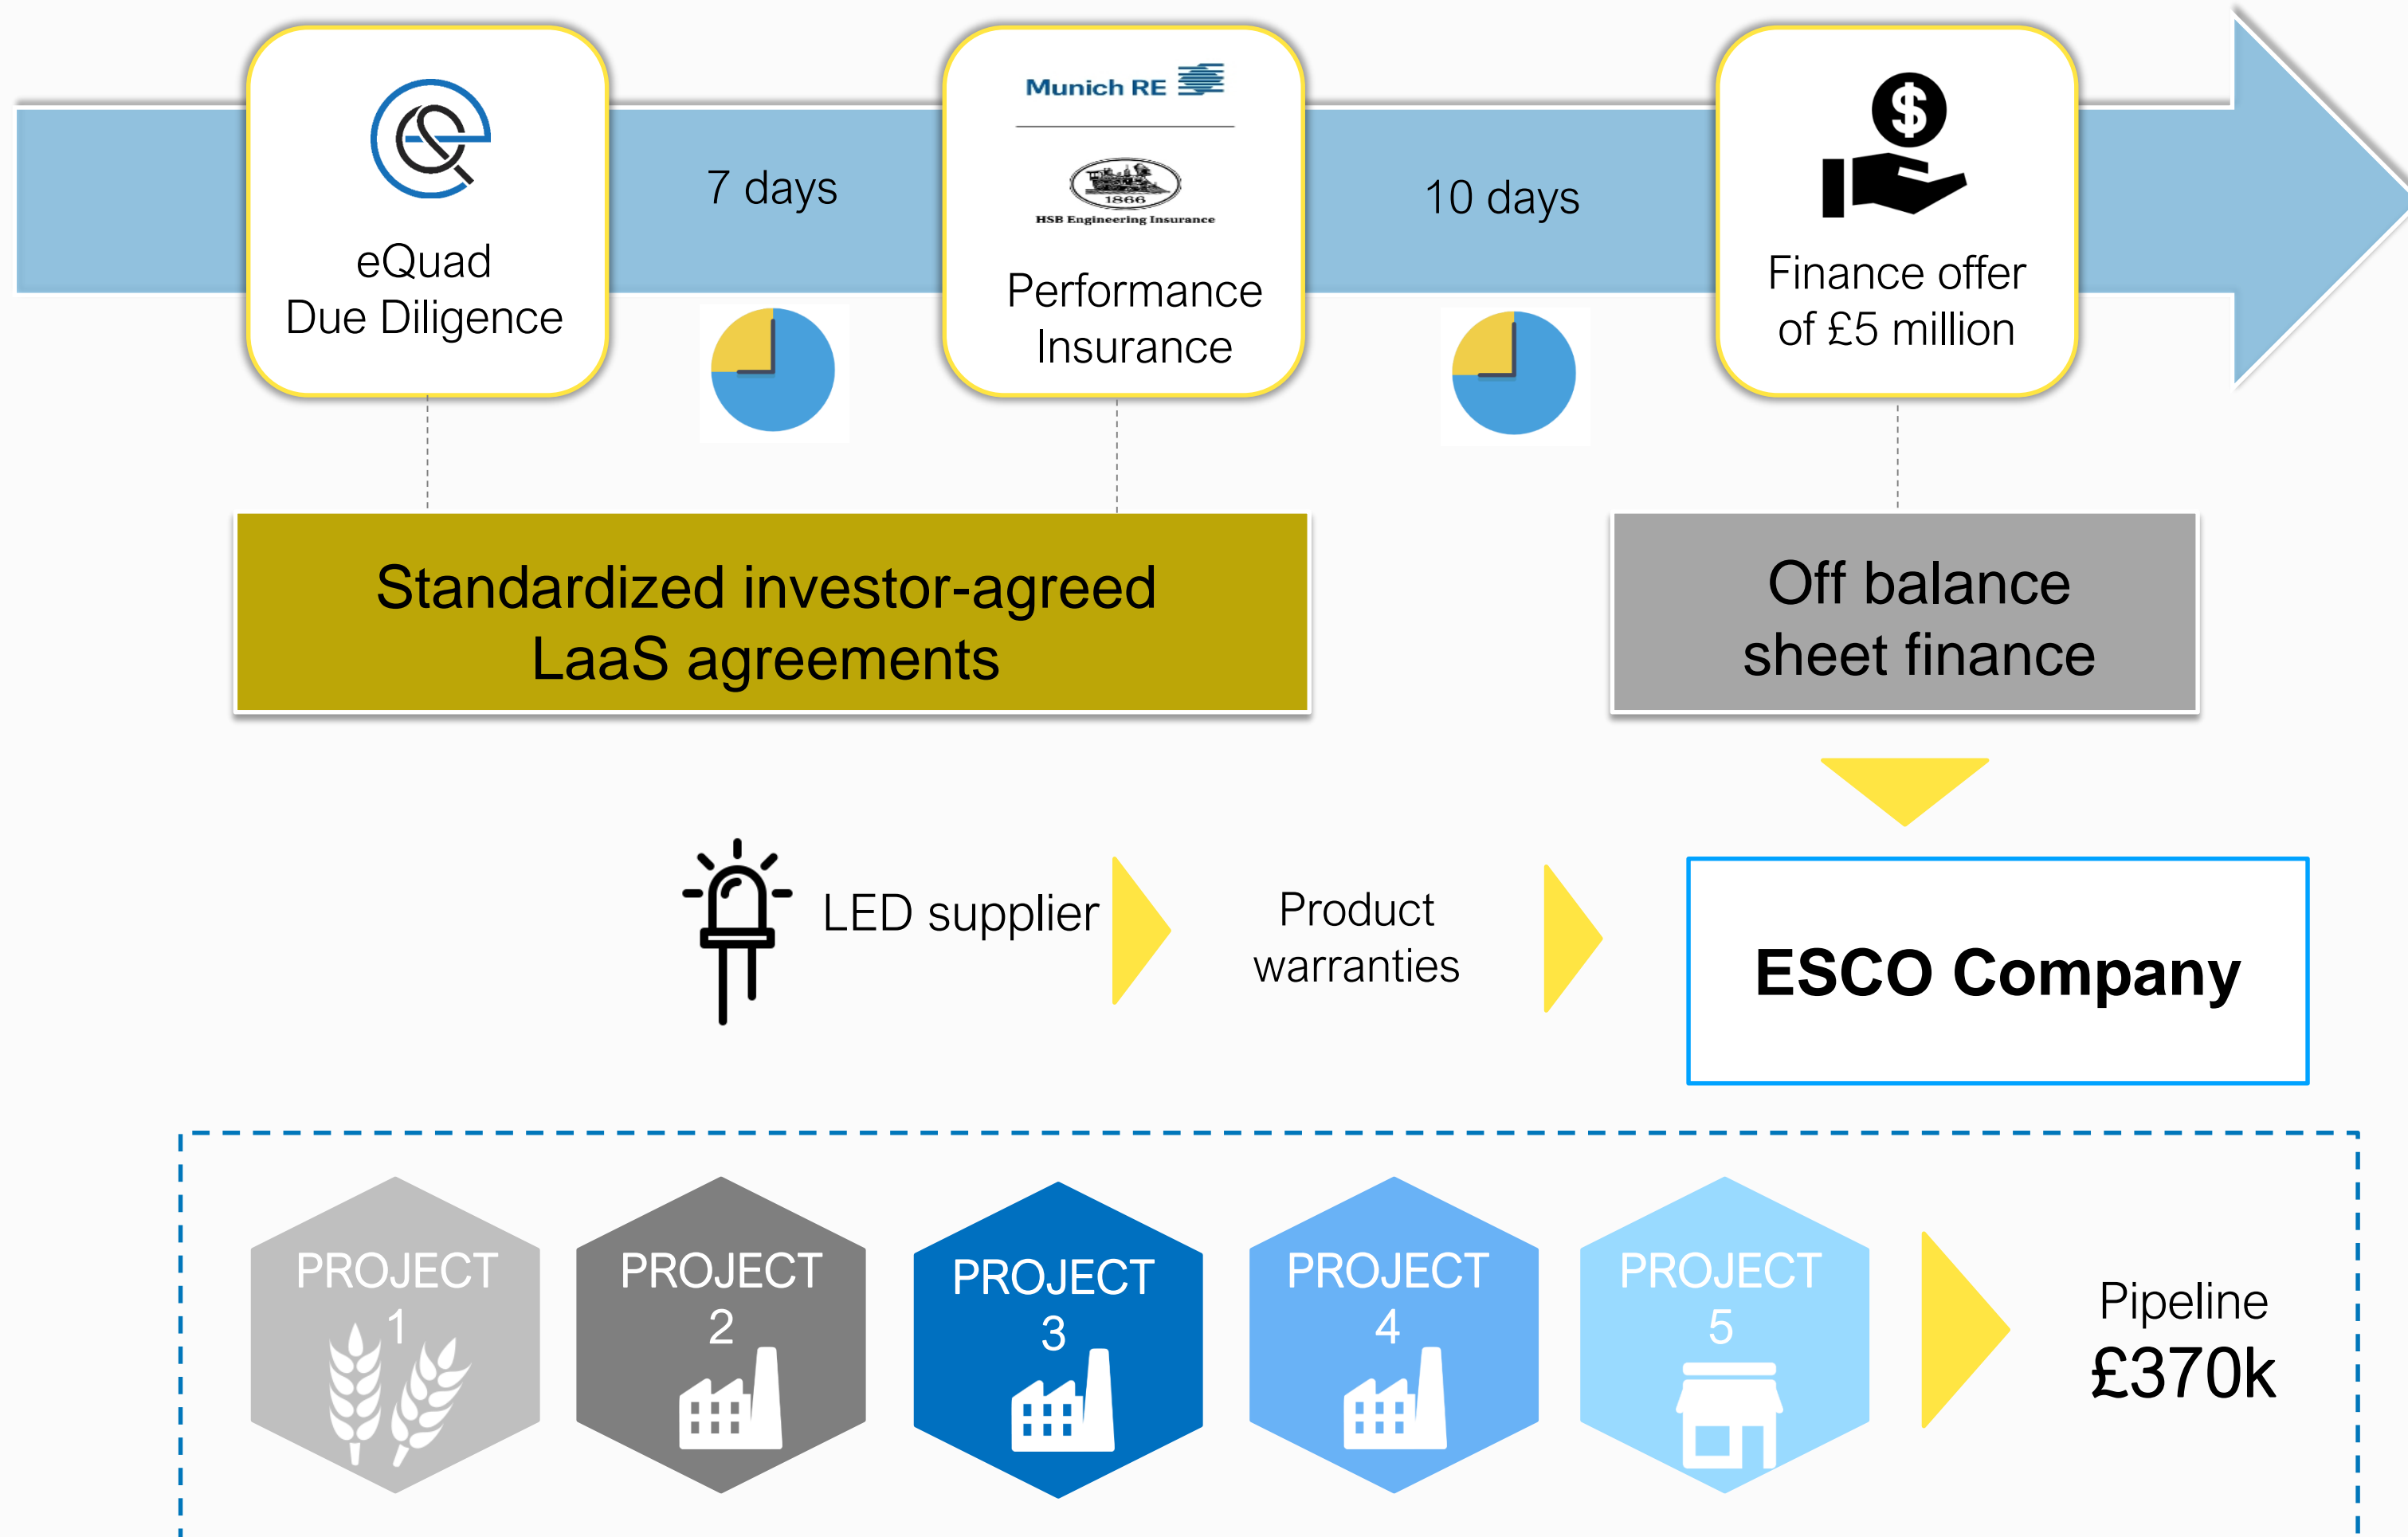 eQuad
Due Diligence
7 days
Munich RE
1866
HSB Engineering Insurance
Performance
Insurance
10 days
$
Finance offer
of £5 million
Standardized investor-agreed
LaaS agreements
Off balance
sheet finance
LED supplier
Product
warranties
ESCO Company
PROJECT
1
PROJECT
2
PROJECT
3
PROJECT
4
PROJECT
5
Pipeline
£370k